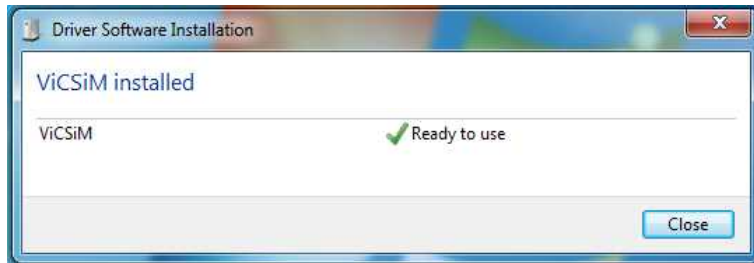 Driver Software Installation
ViCSiM installed
ViCSiM Ready to use
Close